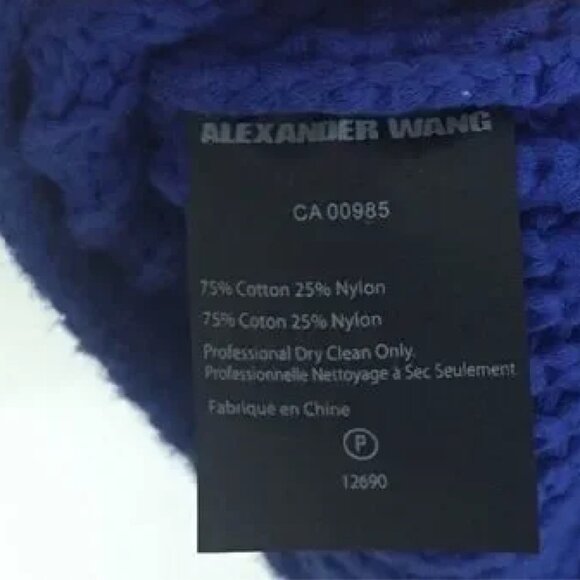 ALEXANDER WANG
CA 00985
75% Cotton 25% Nylon
75% Coton 25% Nylon
Professional Dry Clean Only.
Professionnelle Nettoyage à Sec Seulement
Fabrique en Chine
P
12690